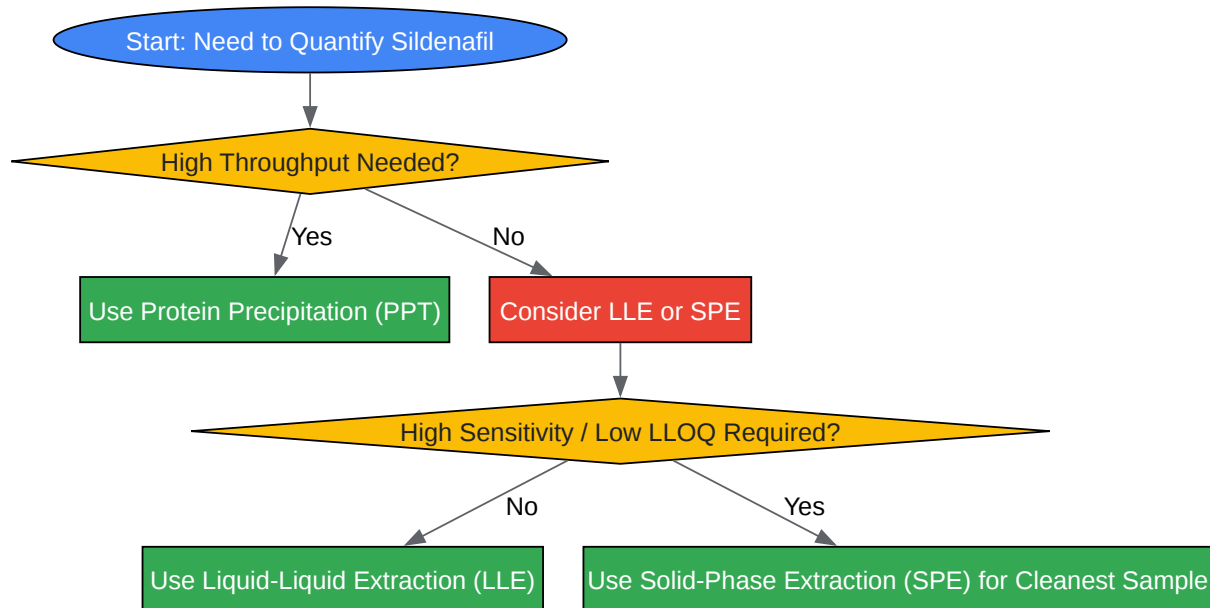 Start: Need to Quantify Sildenafil
High Throughput Needed?
Yes
No
Use Protein Precipitation (PPT)
Consider LLE or SPE
High Sensitivity / Low LLOQ Required?
No
Yes
Use Liquid-Liquid Extraction (LLE)
Use Solid-Phase Extraction (SPE) for Cleanest Sample